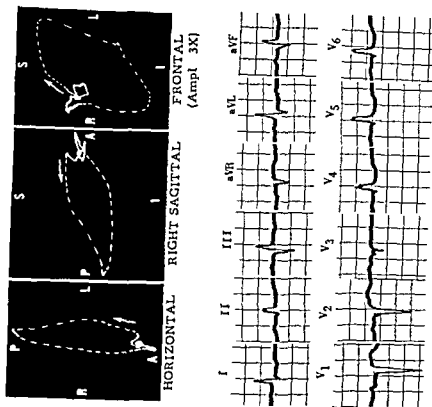 P
R L
A
HORIZONTAL
S
P A
I
RIGHT SAGITTAL
S
R L
I
FRONTAL
(Ampl 3X)
I II III aVR aVL aVF
V1 V2 V3 V4 V5 V6